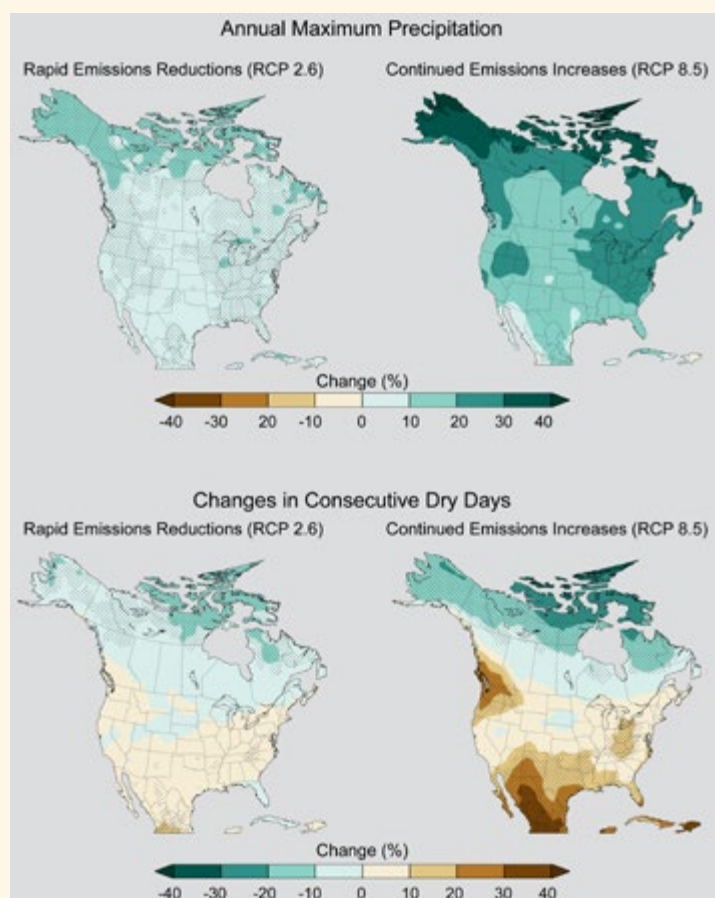 Annual Maximum Precipitation
Rapid Emissions Reductions (RCP 2.6)
Continued Emissions Increases (RCP 8.5)
Change (%)
-40 -30 -20 -10 0 10 20 30 40
Changes in Consecutive Dry Days
Rapid Emissions Reductions (RCP 2.6)
Continued Emissions Increases (RCP 8.5)
Change (%)
-40 -30 -20 -10 0 10 20 30 40